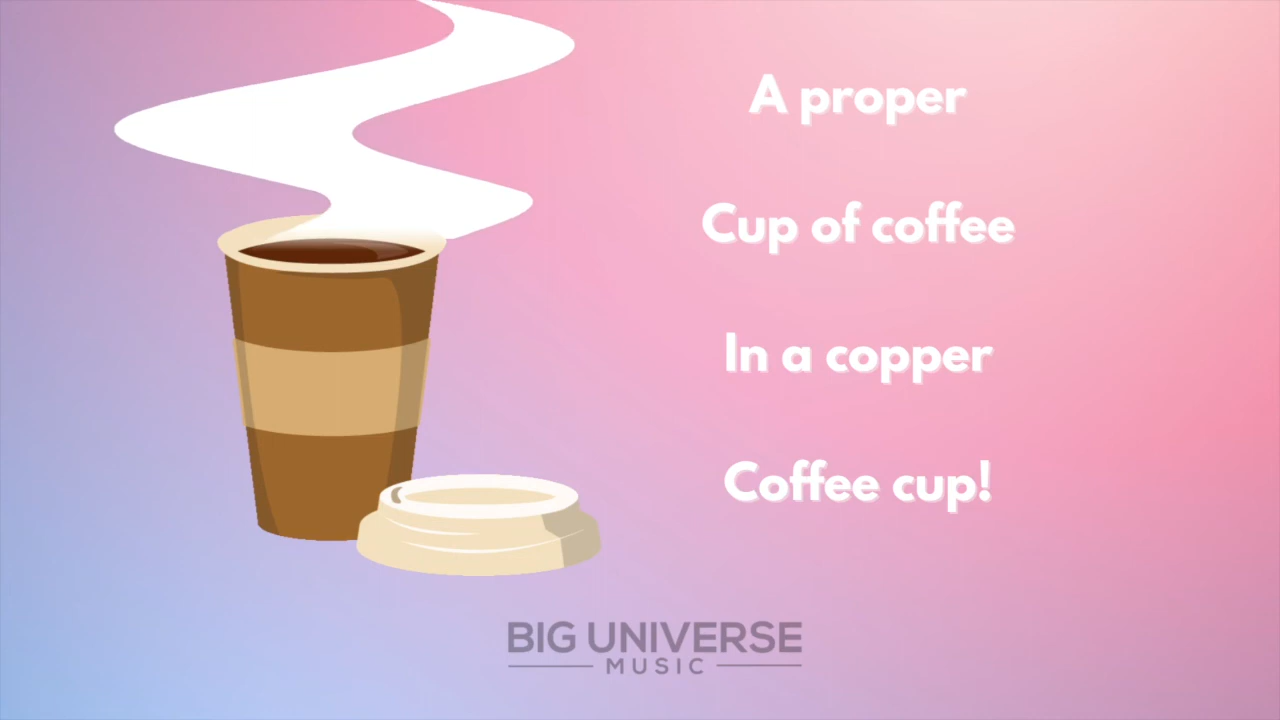 A proper
Cup of coffee
In a copper
Coffee cup!
BIG UNIVERSE
MUSIC